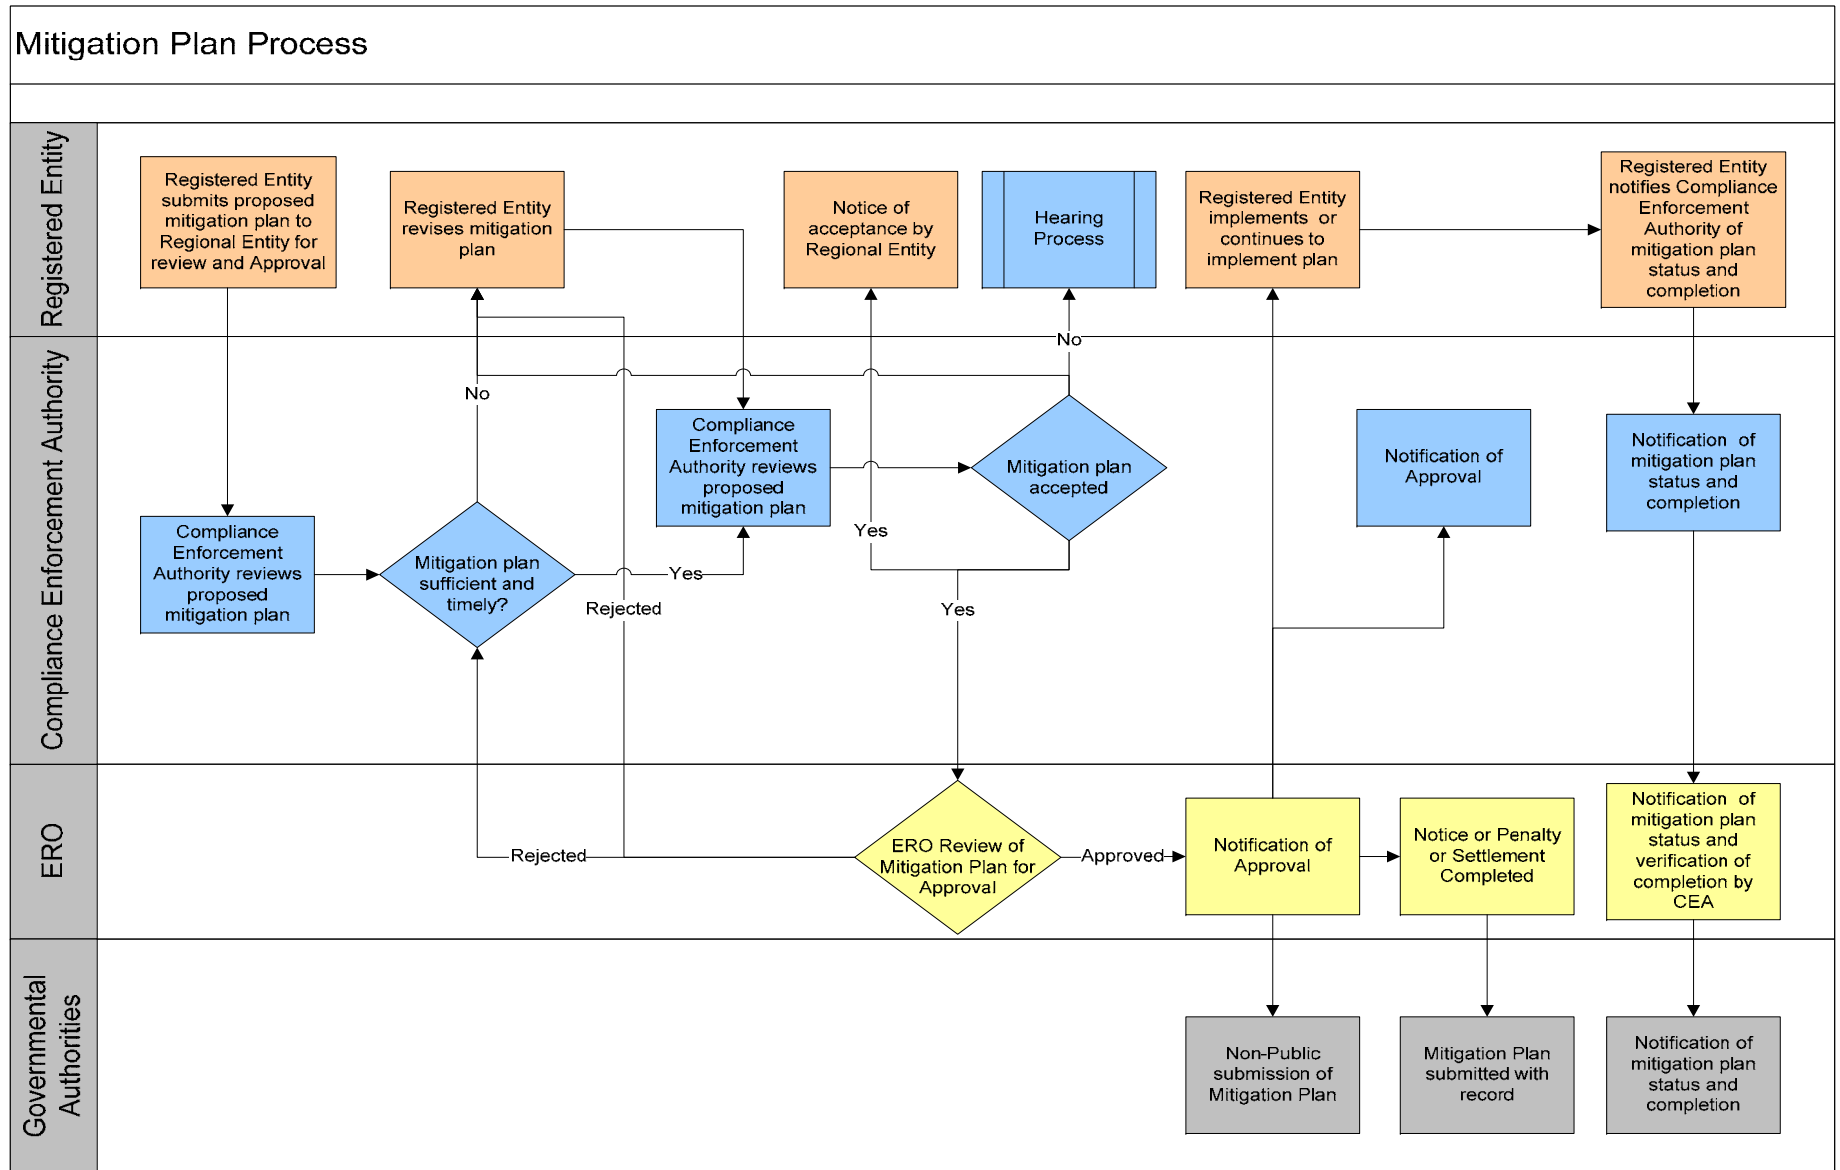 Mitigation Plan Process
Registered Entity
Registered Entity
submits proposed
mitigation plan to
Regional Entity for
review and Approval
Registered Entity
revises mitigation
plan
Notice of
acceptance by
Regional Entity
Hearing
Process
Registered Entity
implements or
continues to
implement plan
Registered Entity
notifies Compliance
Enforcement
Authority of
mitigation plan
status and
completion
Compliance Enforcement Authority
Compliance
Enforcement
Authority reviews
proposed
mitigation plan
Mitigation plan
sufficient and
timely?
No
Yes
Rejected
Compliance
Enforcement
Authority reviews
proposed
mitigation plan
Mitigation plan
accepted
No
Yes
Yes
Notification of
Approval
Notification of
mitigation plan
status and
completion
ERO
Rejected
ERO Review of
Mitigation Plan for
Approval
Approved
Notification of
Approval
Notice or Penalty
or Settlement
Completed
Notification of
mitigation plan
status and
verification of
completion by
CEA
Governmental
Authorities
Non-Public
submission of
Mitigation Plan
Mitigation Plan
submitted with
record
Notification of
mitigation plan
status and
completion